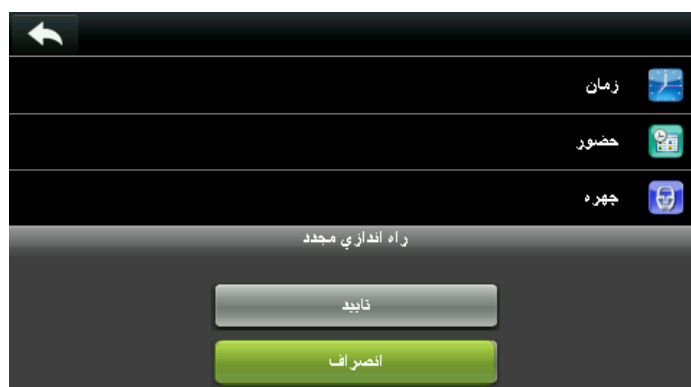 زمان
حضور
چهره
راه اندازي مجدد
تاييد
انصراف